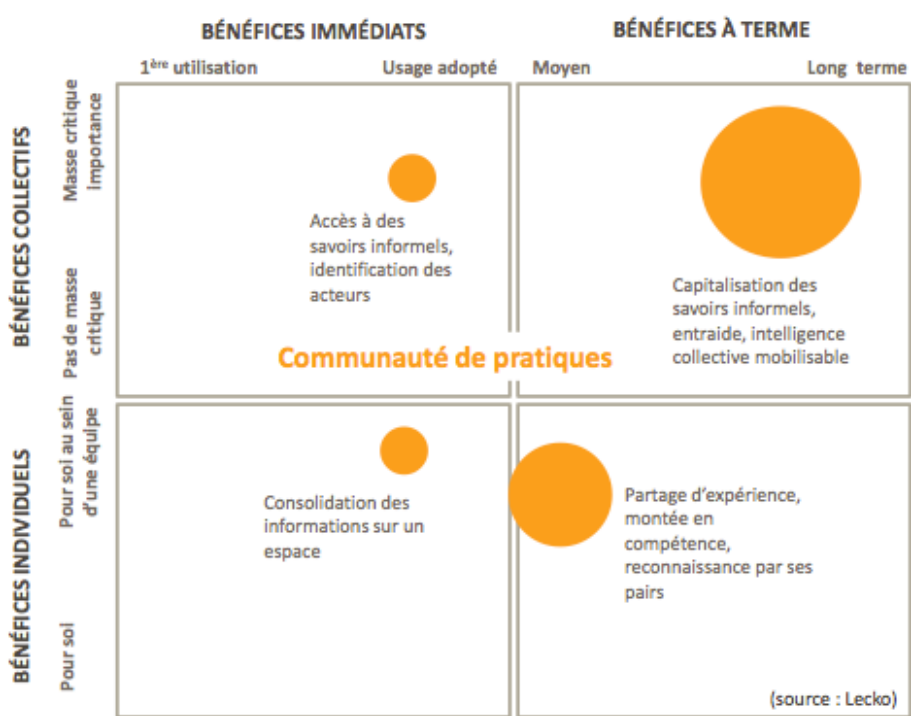 BÉNÉFICES IMMÉDIATS
BÉNÉFICES À TERME
1ère utilisation
Usage adopté
Moyen
Long terme
BÉNÉFICES COLLECTIFS
Masse critique
importance
Pas de masse
critique
Accès à des
savoirs informels,
identification des
acteurs
Capitalisation des
savoirs informels,
entraide, intelligence
collective mobilisable
Communauté de pratiques
BÉNÉFICES INDIVIDUELS
Pour soi au sein
d'une équipe
Pour soi
Consolidation des
informations sur un
espace
Partage d'expérience,
montée en
compétence,
reconnaissance par ses
pairs
(source : Lecko)